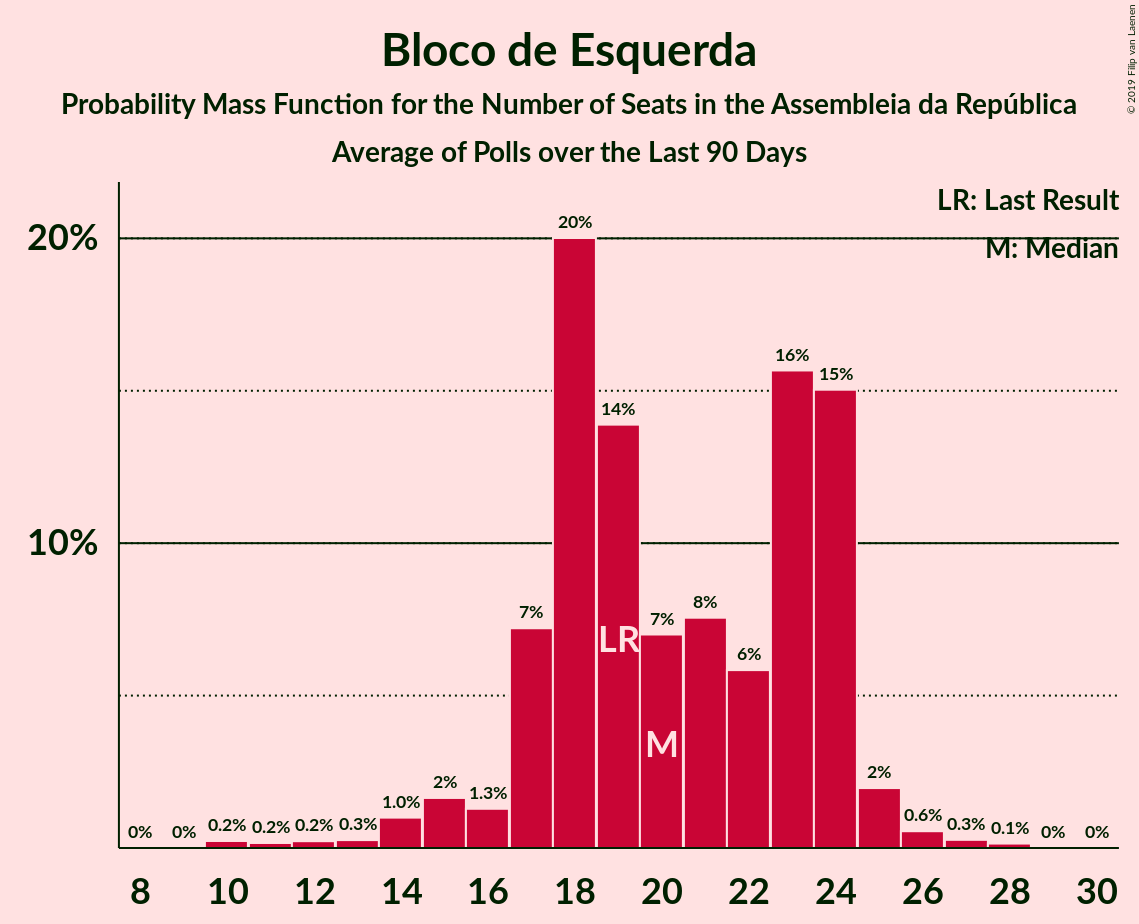 Bloco de Esquerda
Probability Mass Function for the Number of Seats in the Assembleia da República
Average of Polls over the Last 90 Days
© 2019 Filip van Laenen
LR: Last Result
M: Median
20%
10%
0%
0%
0.2%
0.2%
0.2%
0.3%
1.0%
2%
1.3%
7%
20%
14%
7%
8%
6%
16%
15%
2%
0.6%
0.3%
0.1%
0%
0%
LR
M
8 10 12 14 16 18 20 22 24 26 28 30